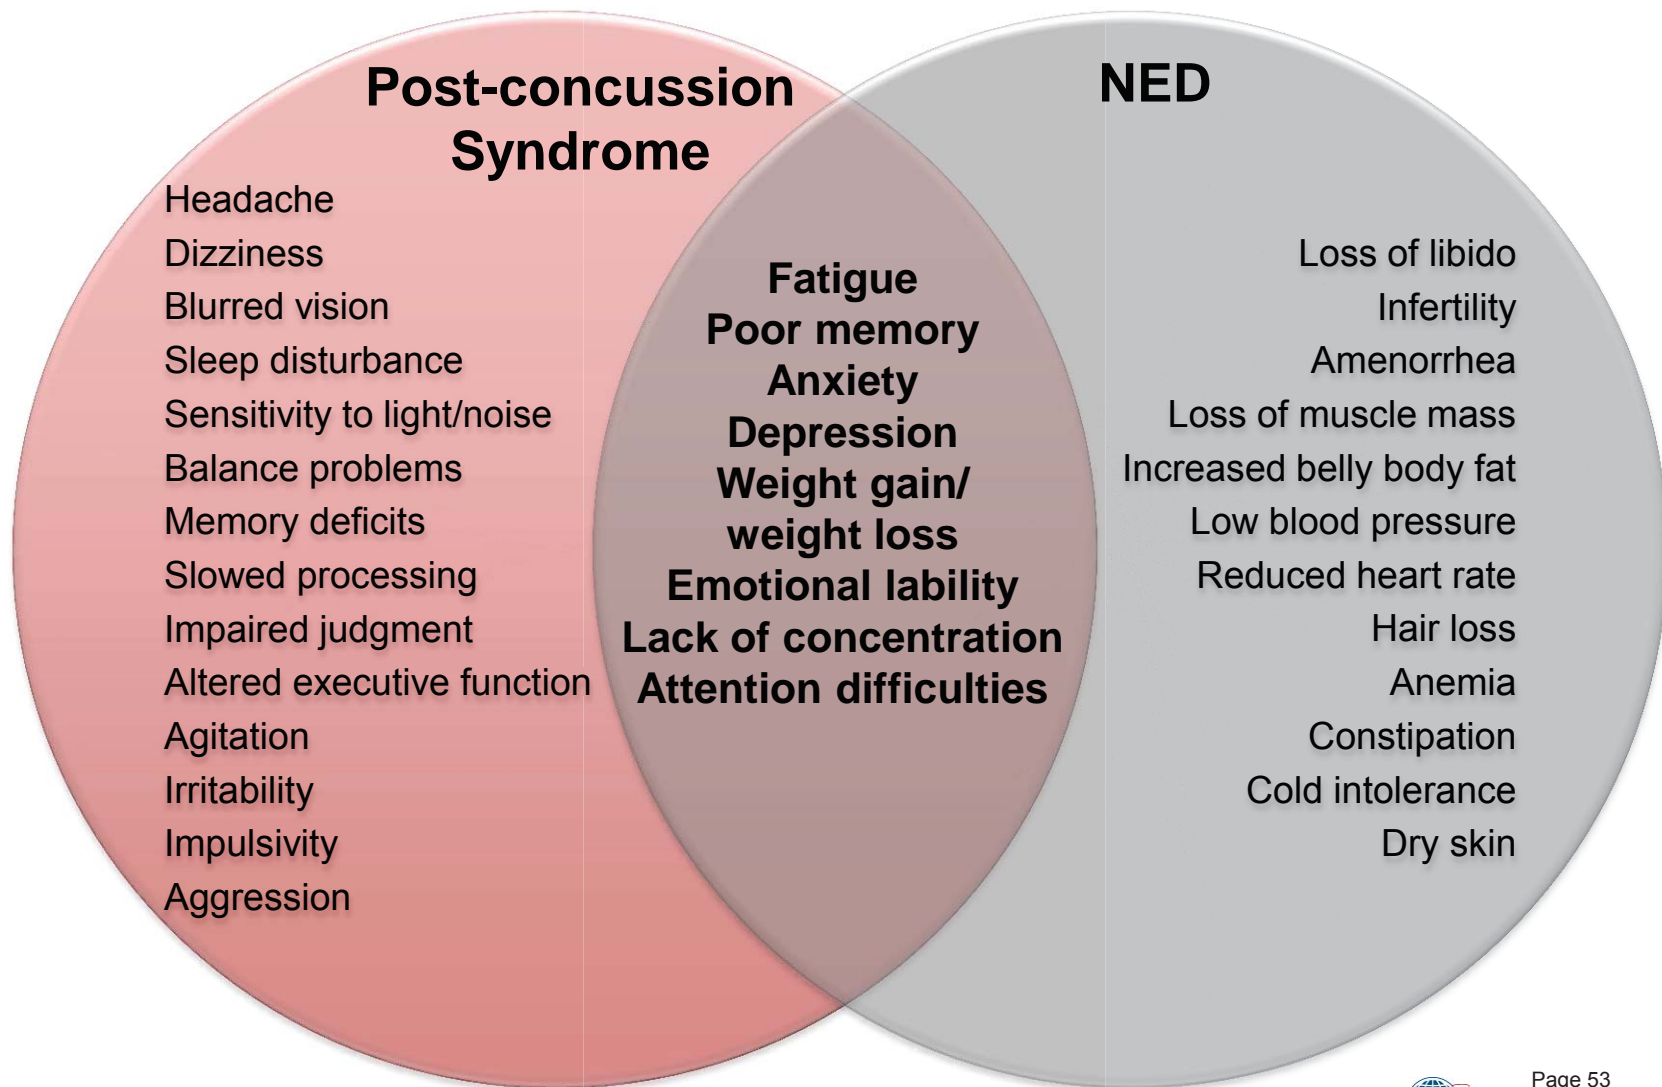 Post-concussion
Syndrome
Headache
Dizziness
Blurred vision
Sleep disturbance
Sensitivity to light/noise
Balance problems
Memory deficits
Slowed processing
Impaired judgment
Altered executive function
Agitation
Irritability
Impulsivity
Aggression
Fatigue
Poor memory
Anxiety
Depression
Weight gain/
weight loss
Emotional lability
Lack of concentration
Attention difficulties
NED
Loss of libido
Infertility
Amenorrhea
Loss of muscle mass
Increased belly body fat
Low blood pressure
Reduced heart rate
Hair loss
Anemia
Constipation
Cold intolerance
Dry skin
Page 53